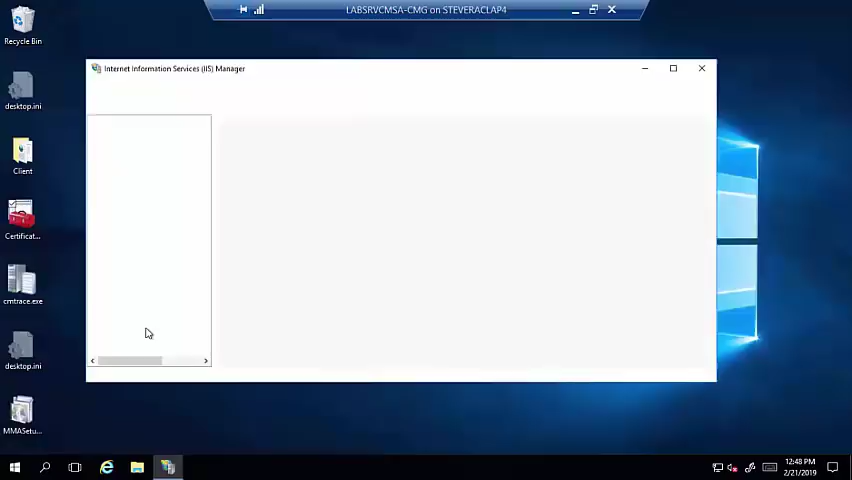 LABSRVCMSA-CMG on STEVERACLAP4
Recycle Bin
desktop.ini
Client
Certificat...
cmtrace.exe
desktop.ini
MMASetu...
Internet Information Services (IIS) Manager
12:48 PM
2/21/2019